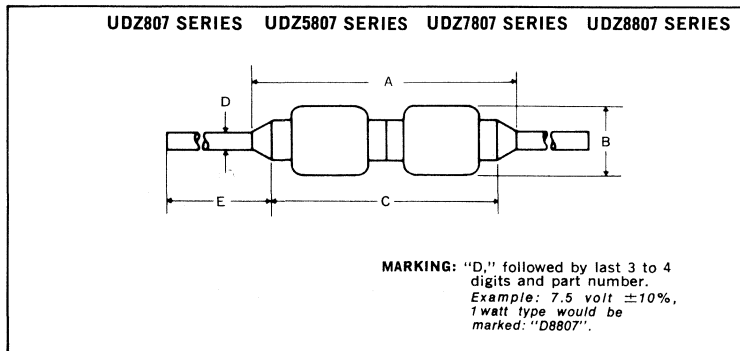 UDZ807 SERIES UDZ5807 SERIES UDZ7807 SERIES UDZ8807 SERIES
A
D
B
E
C
MARKING: "D," followed by last 3 to 4
digits and part number.
Example: 7.5 volt ±10%,
1 watt type would be
marked: "D8807".